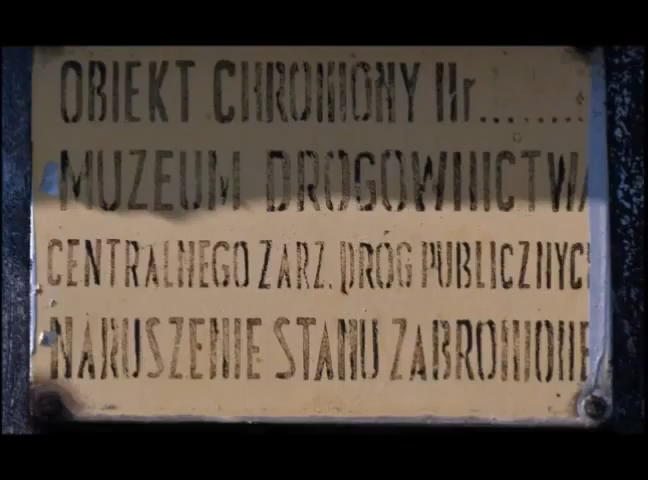 OBIEKT CHRONIONY Nr.........
MUZEUM DROGOWNICTWA
CENTRALNEGO ZARZ. DRÓG PUBLICZNYCH
NARUSZENIE STANU ZABRONIONE